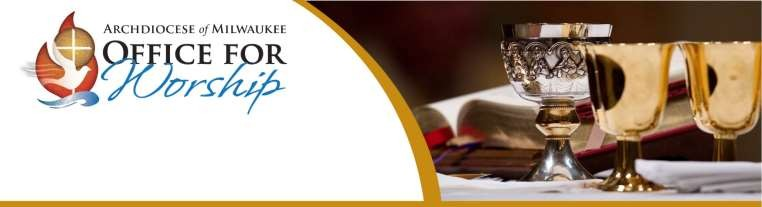 ARCHDIOCESE of MILWAUKEE
OFFICE FOR
Worship